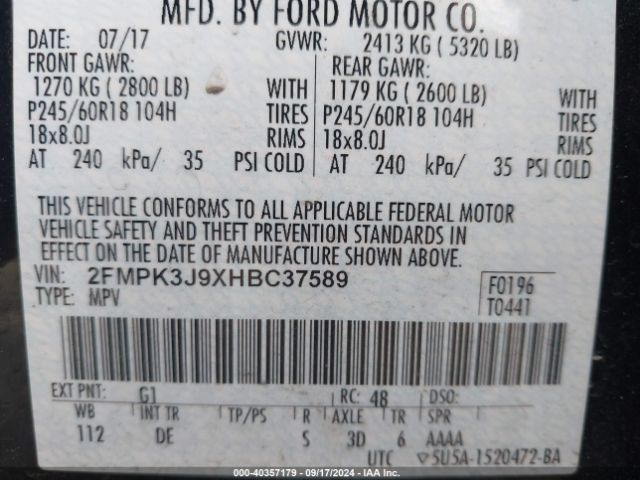 MFD. BY FORD MOTOR CO.
DATE: 07/17 GVWR: 2413 KG ( 5320 LB)
FRONT GAWR: REAR GAWR:
1270 KG ( 2800 LB) WITH 1179 KG ( 2600 LB) WITH
P245/60R18 104H TIRES P245/60R18 104H TIRES
18x8.0J RIMS 18x8.0J RIMS
AT 240 kPa/ 35 PSI COLD AT 240 kPa/ 35 PSI COLD
THIS VEHICLE CONFORMS TO ALL APPLICABLE FEDERAL MOTOR
VEHICLE SAFETY AND THEFT PREVENTION STANDARDS IN
EFFECT ON THE DATE OF MANUFACTURE SHOWN ABOVE.
VIN: 2FMPK3J9XHBC37589 F0196
TYPE: MPV T0441
EXT PNT: G1 RC: 48 DSO:
WB INT TR TP/PS R AXLE TR SPR
112 DE S 3D 6 AAAA
UTC ▽5U5A-1520472-BA
000-40357179 - 09/17/2024 - IAA Inc.